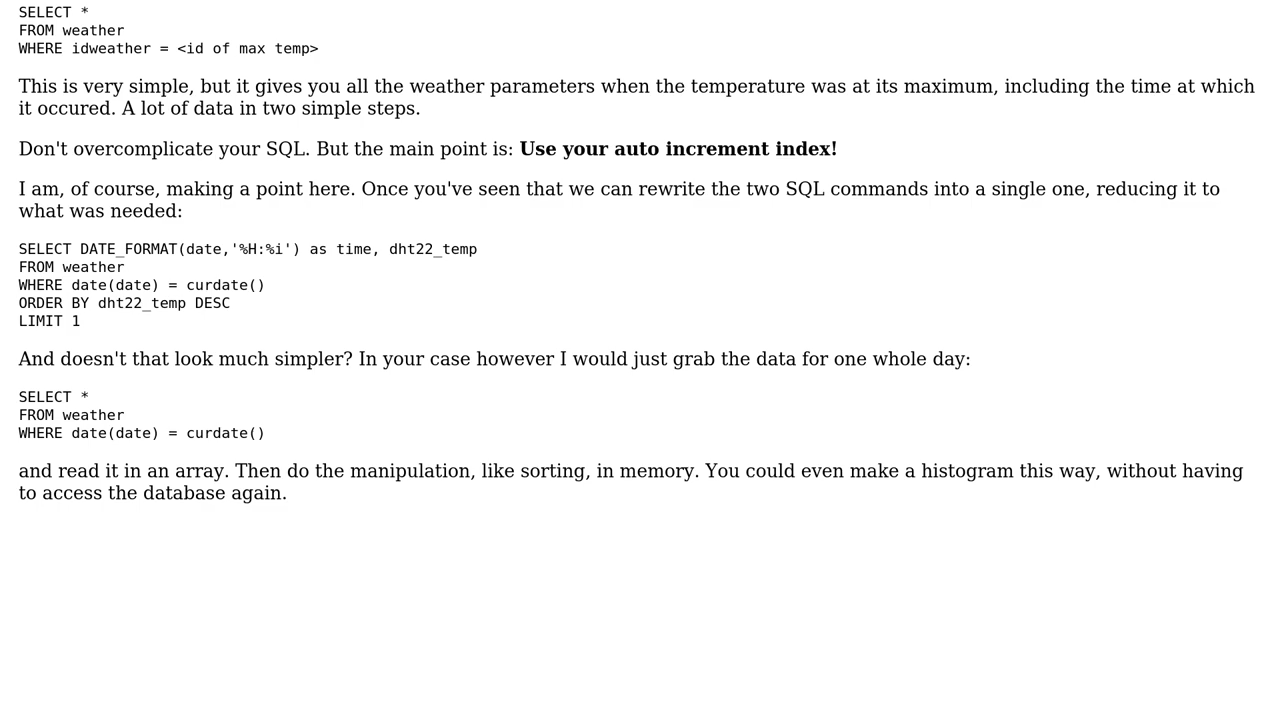 SELECT *
FROM weather
WHERE idweather = <id of max temp>
This is very simple, but it gives you all the weather parameters when the temperature was at its maximum, including the time at which
it occured. A lot of data in two simple steps.
Don't overcomplicate your SQL. But the main point is: Use your auto increment index!
I am, of course, making a point here. Once you've seen that we can rewrite the two SQL commands into a single one, reducing it to
what was needed:
SELECT DATE_FORMAT(date,'%H:%i') as time, dht22_temp
FROM weather
WHERE date(date) = curdate()
ORDER BY dht22_temp DESC
LIMIT 1
And doesn't that look much simpler? In your case however I would just grab the data for one whole day:
SELECT *
FROM weather
WHERE date(date) = curdate()
and read it in an array. Then do the manipulation, like sorting, in memory. You could even make a histogram this way, without having
to access the database again.